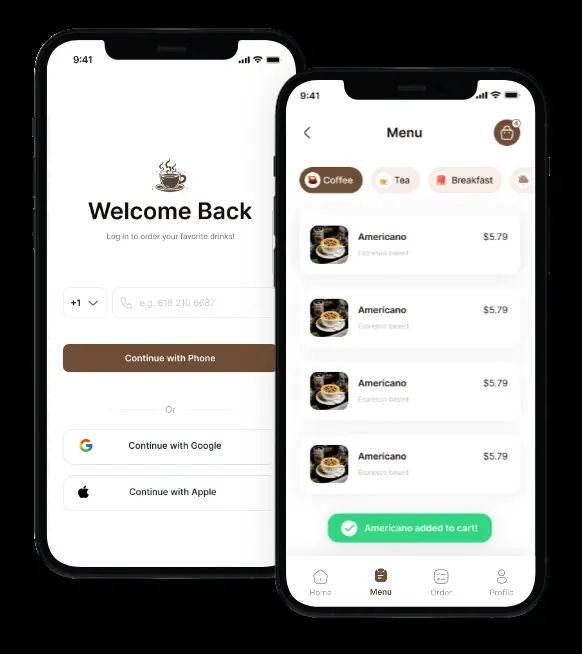 9:41
Welcome Back
Log in to order your favorite drinks!
+1
e.g. 618 210 6687
Continue with Phone
Or
Continue with Google
Continue with Apple
9:41
Menu
4
Coffee
Tea
Breakfast
Americano $5.79
Espresso-based
Americano $5.79
Espresso-based
Americano $5.79
Espresso-based
Americano $5.79
Espresso-based
Americano added to cart!
Home
Menu
Order
Profile